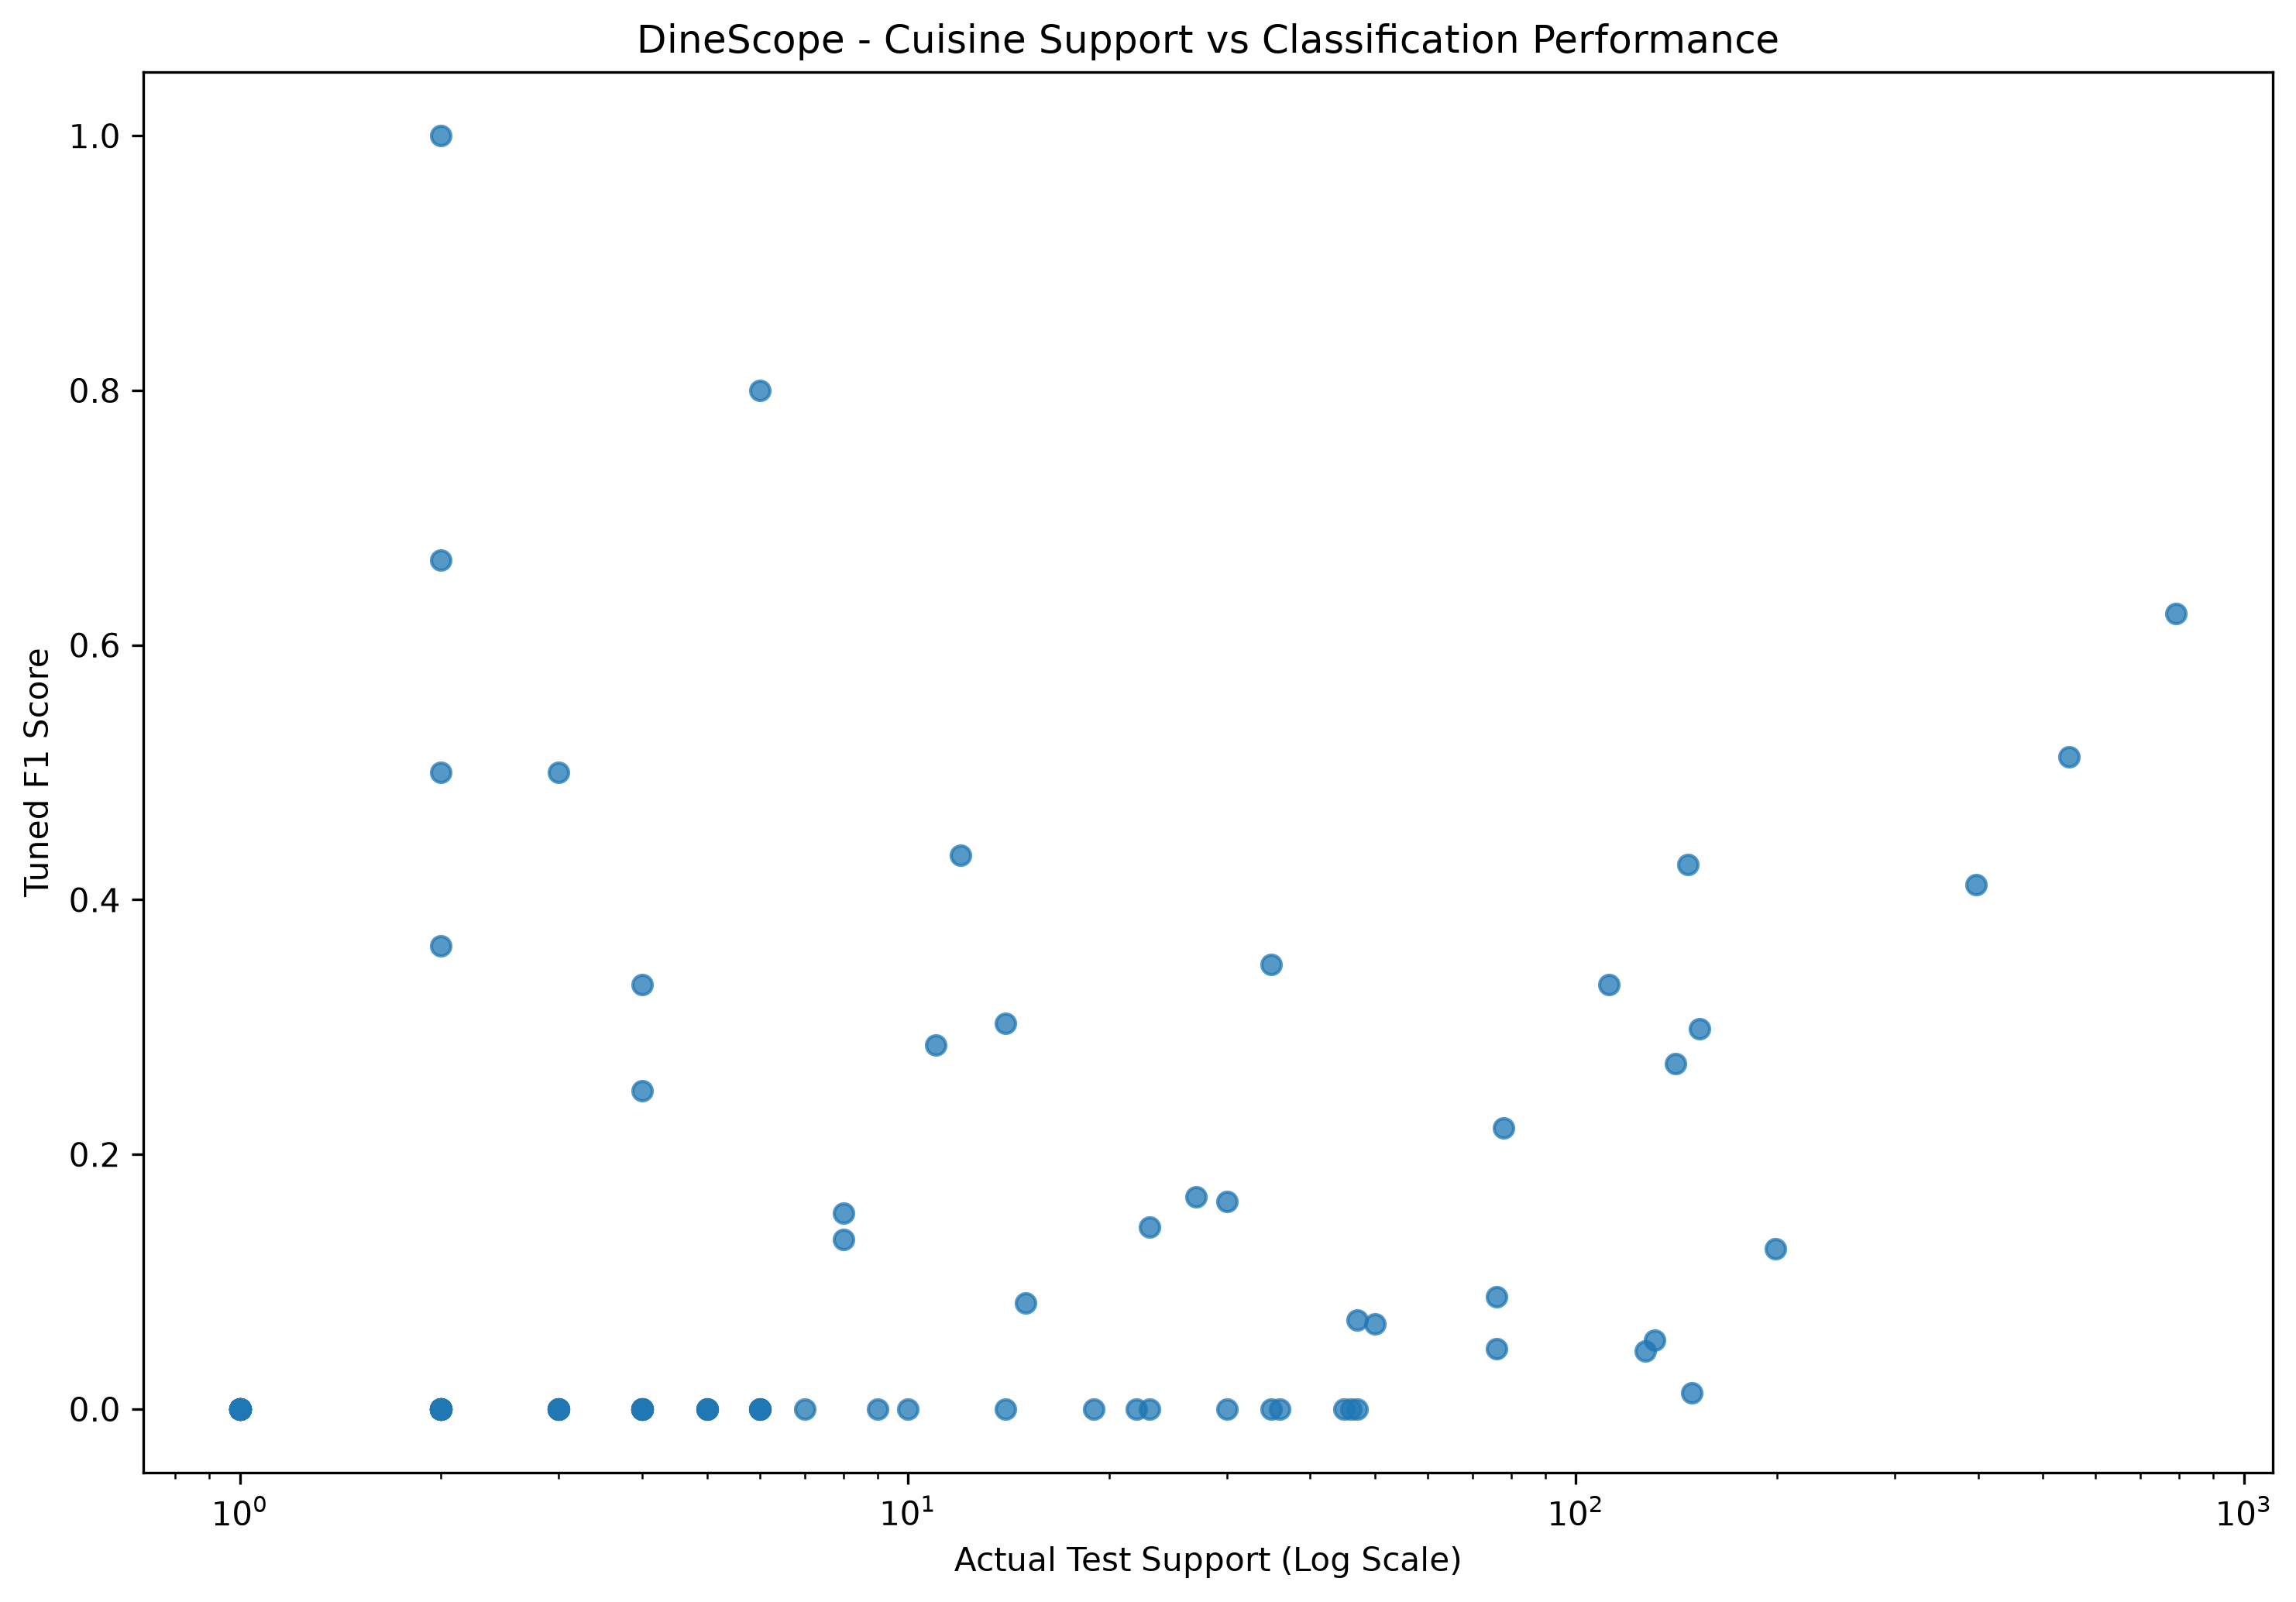 DineScope - Cuisine Support vs Classification Performance
Tuned F1 Score
1.0
0.8
0.6
0.4
0.2
0.0
10⁰ 10¹ 10² 10³
Actual Test Support (Log Scale)